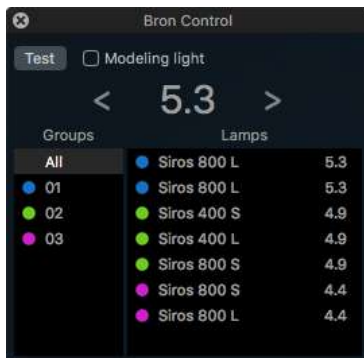 Bron Control
Test Modeling light
< 5.3 >
Groups Lamps
All Siros 800 L 5.3
01 Siros 800 L 5.3
02 Siros 400 S 4.9
03 Siros 400 L 4.9
Siros 800 S 4.9
Siros 800 S 4.4
Siros 800 L 4.4